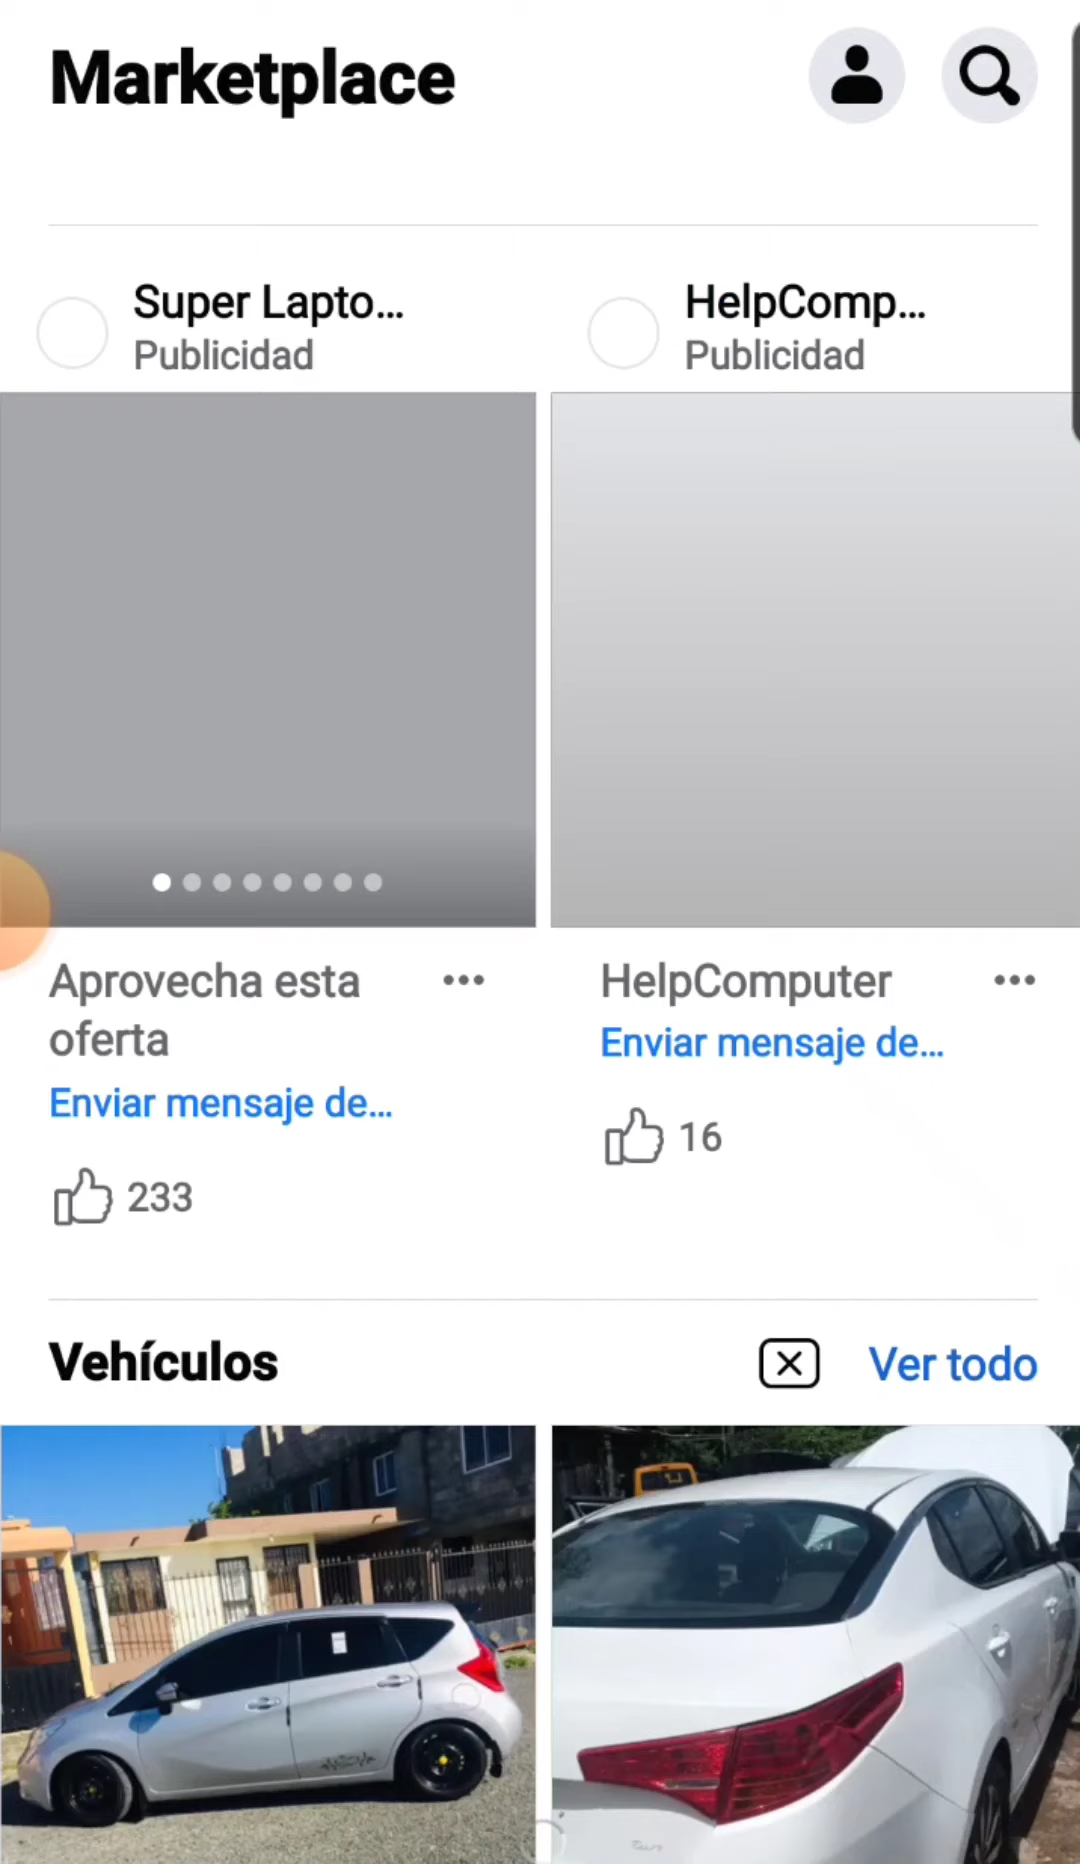 Marketplace
Super Lapto...
Publicidad
HelpComp...
Publicidad
Aprovecha esta
oferta
Enviar mensaje de...
233
HelpComputer
Enviar mensaje de...
16
Vehículos
Ver todo